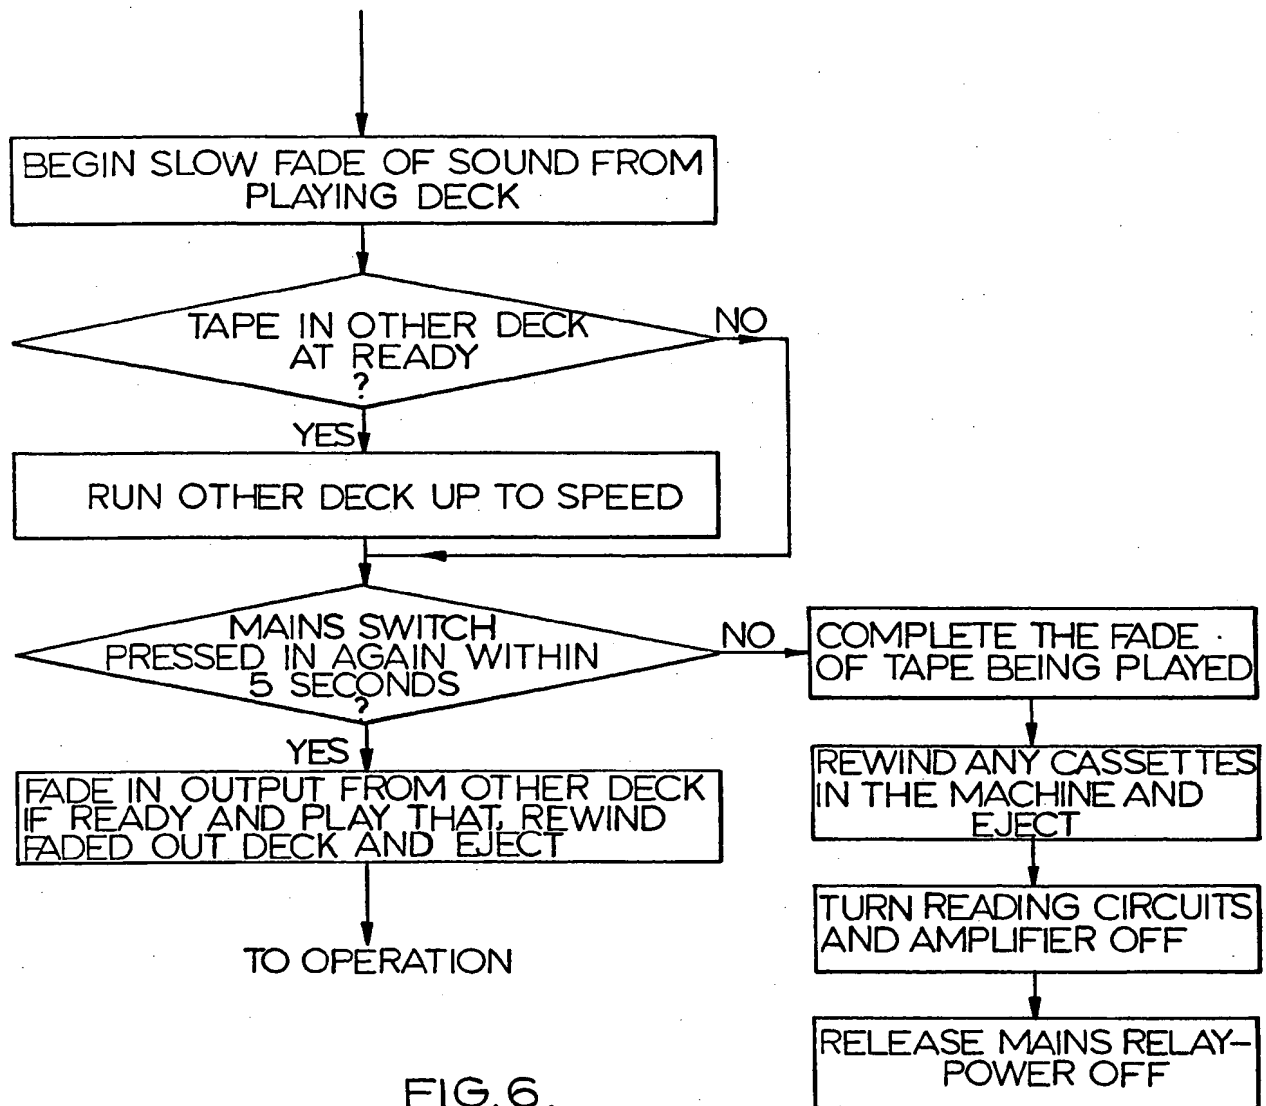 BEGIN SLOW FADE OF SOUND FROM
PLAYING DECK
TAPE IN OTHER DECK
AT READY
?
NO
YES
RUN OTHER DECK UP TO SPEED
MAINS SWITCH
PRESSED IN AGAIN WITHIN
5 SECONDS
?
NO
YES
FADE IN OUTPUT FROM OTHER DECK
IF READY AND PLAY THAT, REWIND
FADED OUT DECK AND EJECT
TO OPERATION
COMPLETE THE FADE
OF TAPE BEING PLAYED
REWIND ANY CASSETTES
IN THE MACHINE AND
EJECT
TURN READING CIRCUITS
AND AMPLIFIER OFF
RELEASE MAINS RELAY—
POWER OFF
FIG. 6.